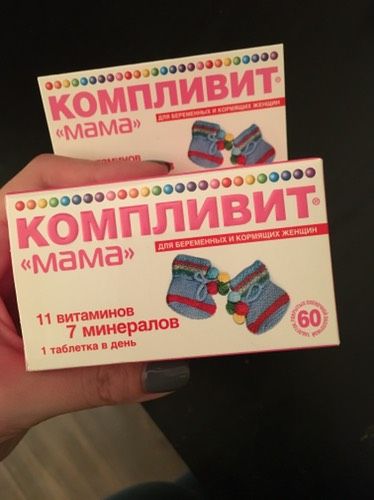 КОМПЛИВИТ®
«мама»
ДЛЯ БЕРЕМЕННЫХ И КОРМЯЩИХ ЖЕНЩИН
КОМПЛИВИТ®
«мама»
ДЛЯ БЕРЕМЕННЫХ И КОРМЯЩИХ ЖЕНЩИН
11 витаминов
7 минералов
1 таблетка в день
60